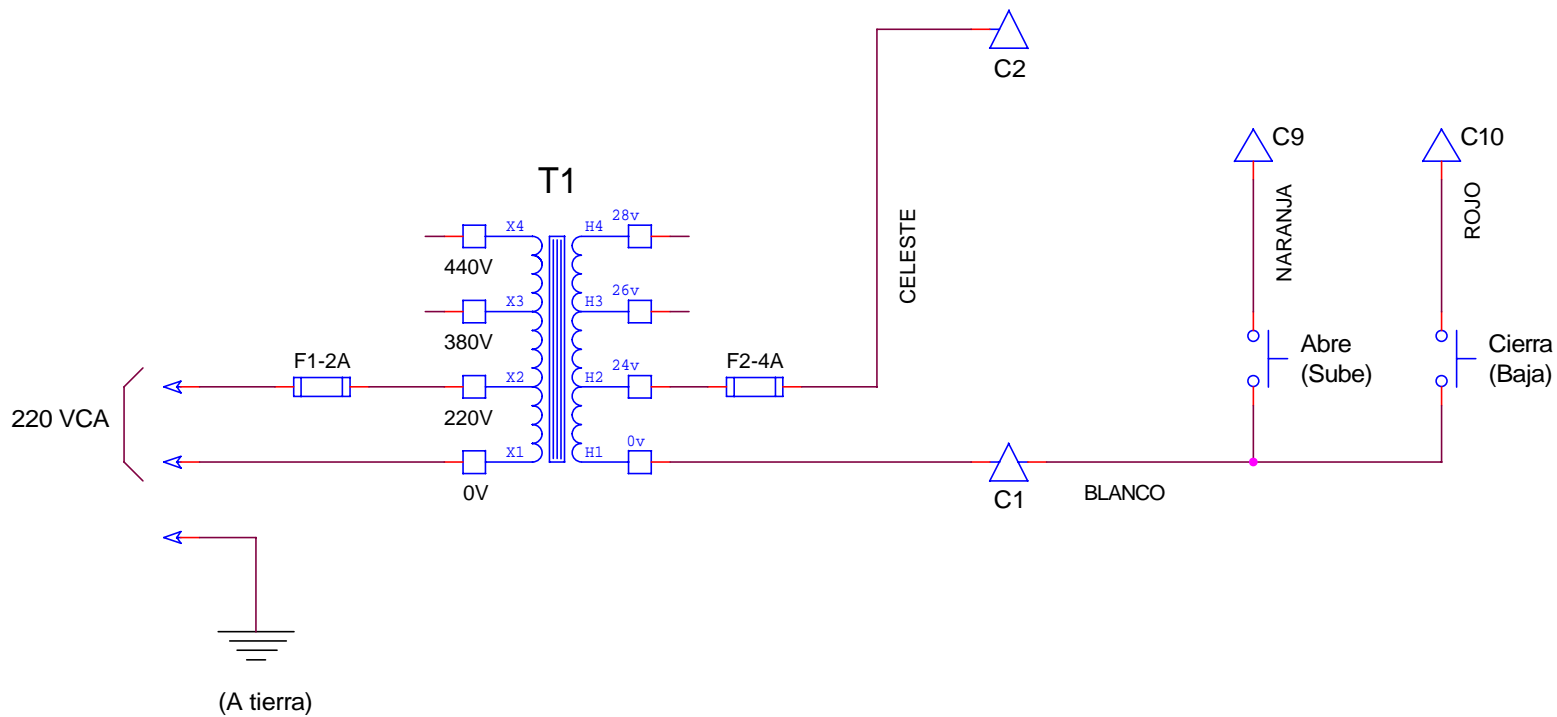 C2
C9
C10
T1
NARANJA
ROJO
CELESTE
X4
H4
28v
440V
X3
H3
26v
380V
Abre
(Sube)
Cierra
(Baja)
F1-2A
X2
H2
24v
F2-4A
220 VCA
220V
X1
H1
0v
0V
C1
BLANCO
(A tierra)